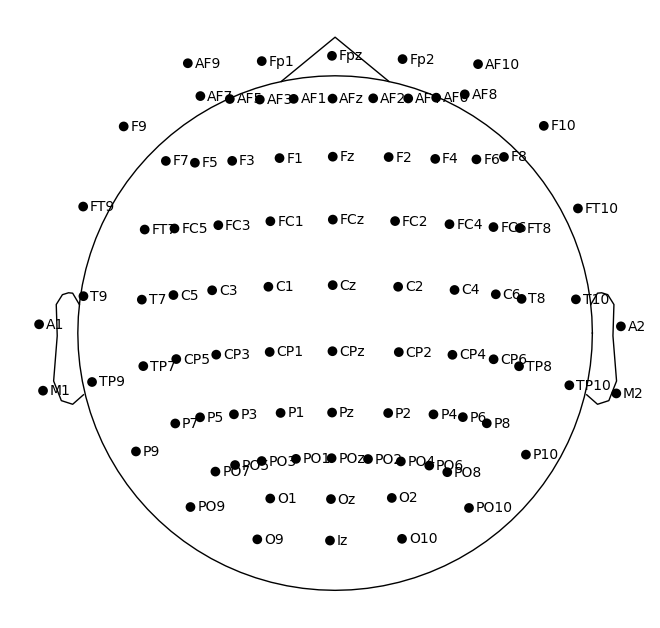 AF9 Fp1 Fpz Fp2 AF10
AF7 AF5 AF3 AF1 AFz AF2 AF4 AF6 AF8
F9 F10
F7 F5 F3 F1 Fz F2 F4 F6 F8
FT9 FT10
FT7 FC5 FC3 FC1 FCz FC2 FC4 FC6 FT8
T9 T7 C5 C3 C1 Cz C2 C4 C6 T8 T10
A1 A2
TP7 CP5 CP3 CP1 CPz CP2 CP4 CP6 TP8
M1 TP9 TP10 M2
P7 P5 P3 P1 Pz P2 P4 P6 P8
P9 P10
PO7 PO5 PO3 PO1 POz PO2 PO4 PO6 PO8
PO9 O1 Oz O2 PO10
O9 Iz O10